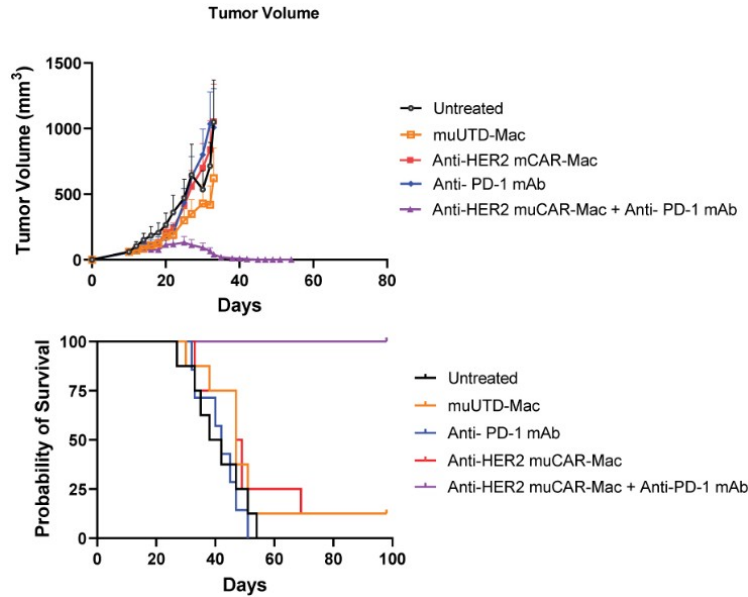 Tumor Volume
Tumor Volume (mm³)
1500
1000
500
0
0
20
40
60
80
Days
Untreated
muUTD-Mac
Anti-HER2 mCAR-Mac
Anti- PD-1 mAb
Anti-HER2 muCAR-Mac + Anti- PD-1 mAb
Probability of Survival
100
75
50
25
0
0
20
40
60
80
100
Days
Untreated
muUTD-Mac
Anti- PD-1 mAb
Anti-HER2 muCAR-Mac
Anti-HER2 muCAR-Mac + Anti-PD-1 mAb